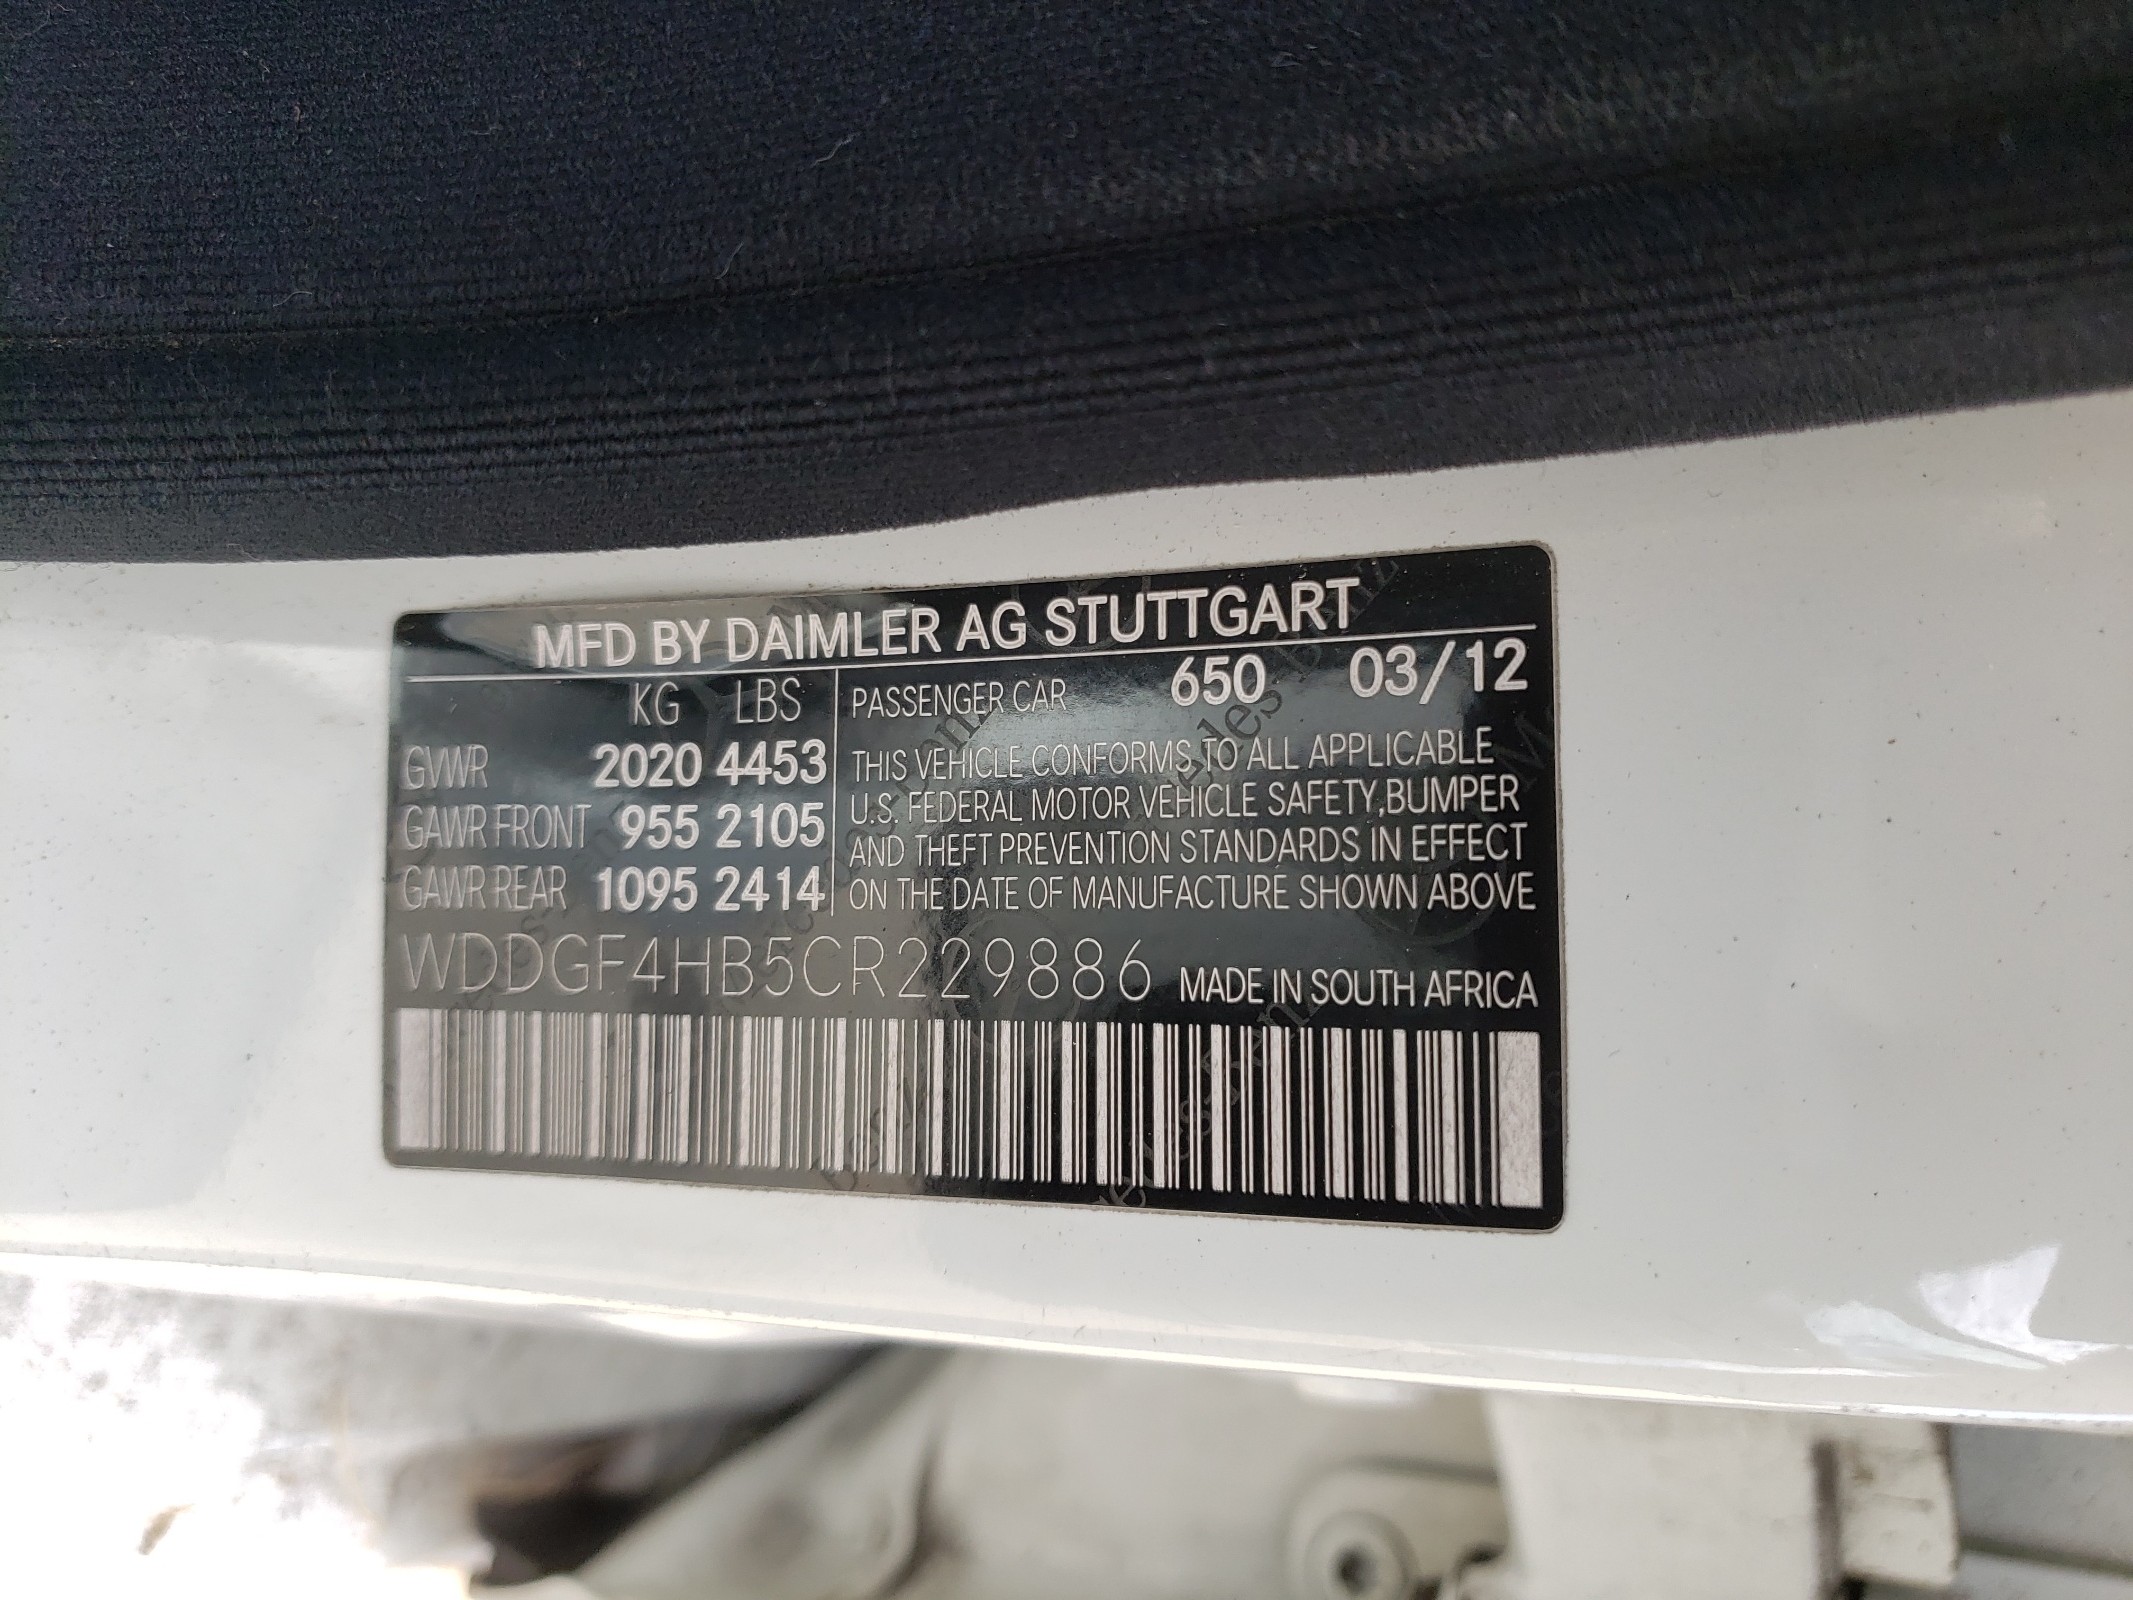 MFD BY DAIMLER AG STUTTGART
KG LBS
GVWR 2020 4453
GAWR FRONT 955 2105
GAWR REAR 1095 2414
PASSENGER CAR 650 03/12
THIS VEHICLE CONFORMS TO ALL APPLICABLE
U.S. FEDERAL MOTOR VEHICLE SAFETY, BUMPER
AND THEFT PREVENTION STANDARDS IN EFFECT
ON THE DATE OF MANUFACTURE SHOWN ABOVE
WDDGF4HB5CR229886 MADE IN SOUTH AFRICA